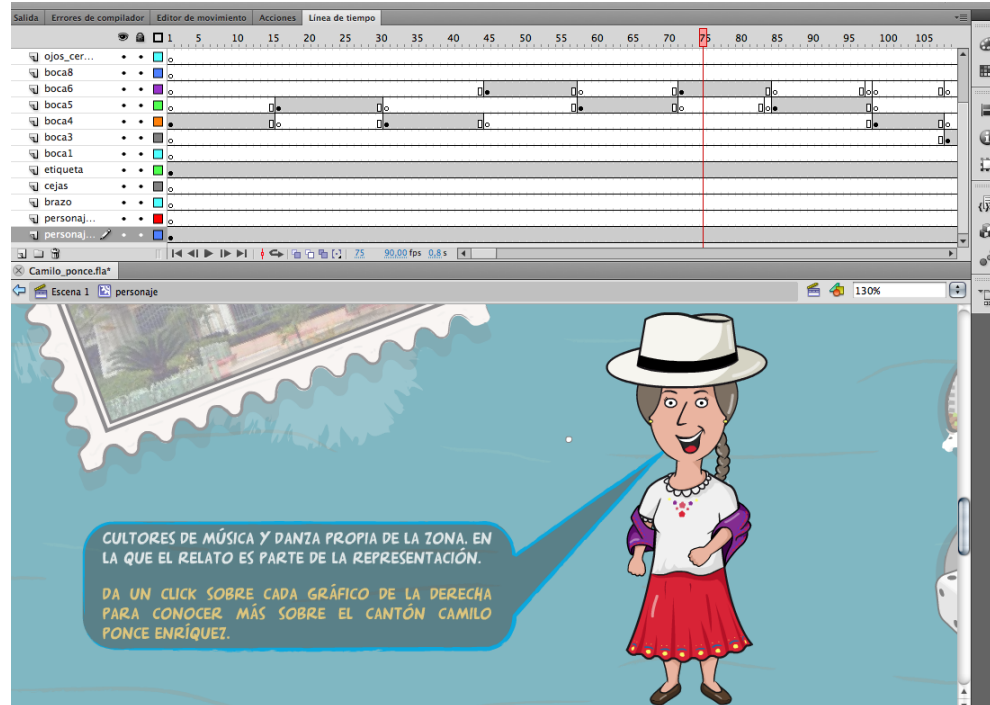 Salida Errores de compilador Editor de movimiento Acciones Línea de tiempo
1 5 10 15 20 25 30 35 40 45 50 55 60 65 70 75 80 85 90 95 100 105
ojos_cer...
boca8
boca6
boca5
boca4
boca3
boca1
etiqueta
cejas
brazo
personaj...
personaj...
75 90,00 fps 0,8 s
Camilo_ponce.fla*
Escena 1 personaje 130%
CULTORES DE MÚSICA Y DANZA PROPIA DE LA ZONA. EN
LA QUE EL RELATO ES PARTE DE LA REPRESENTACIÓN.
DA UN CLICK SOBRE CADA GRÁFICO DE LA DERECHA
PARA CONOCER MÁS SOBRE EL CANTÓN CAMILO
PONCE ENRÍQUEZ.